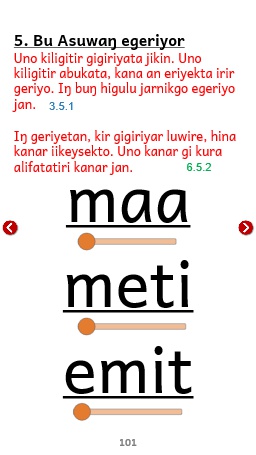 5. Bu Asuwaŋ egeriyor
Uno kiligitir gigiriyata jikin. Uno
kiligitir abukata, kana an eriyekta irir
geriyo. Iŋ buŋ higulu jarnikgo egeriyo
jan. 3.5.1
Iŋ geriyetan, kir gigiriyar luwire, hina
kanar iikeysekto. Uno kanar gi kura
alifatatiri kanar jan. 6.5.2
maa
meti
emit
101